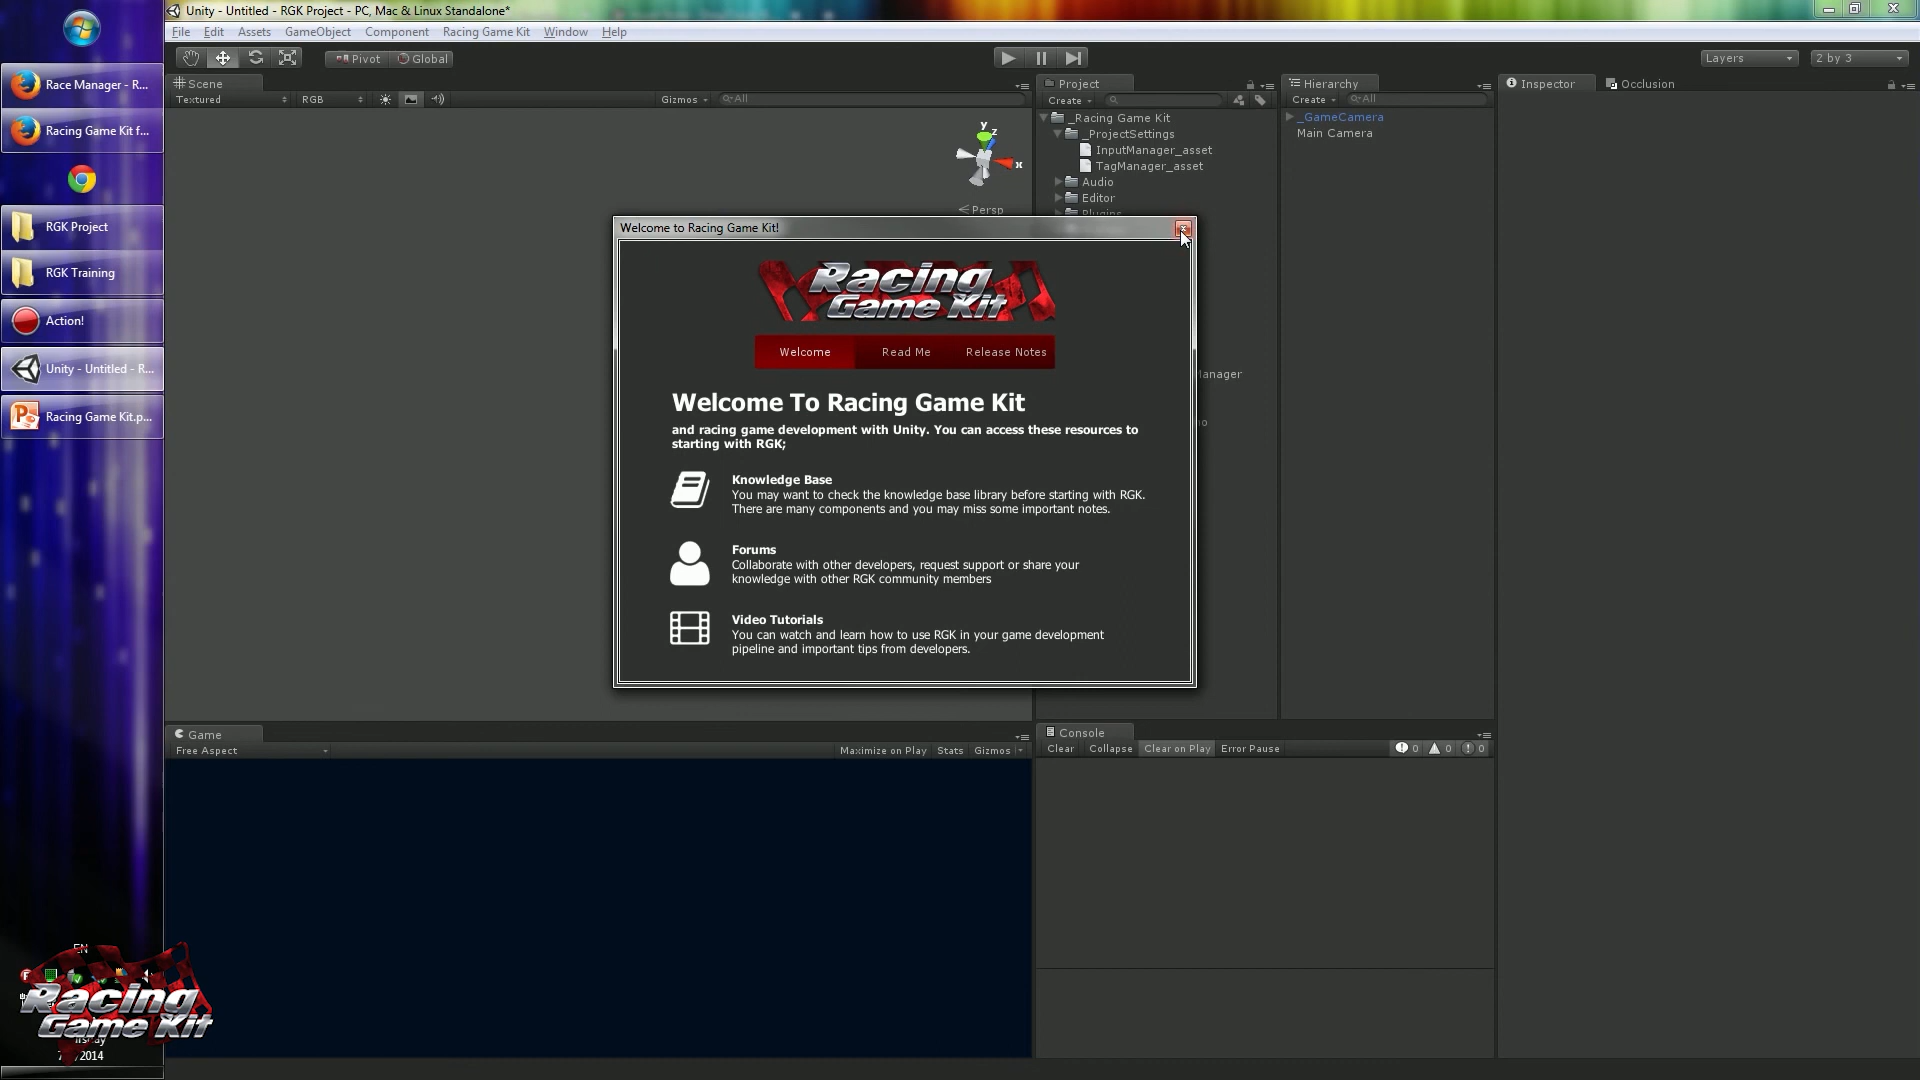 Unity - Untitled - RGK Project - PC, Mac & Linux Standalone*
File Edit Assets GameObject Component Racing Game Kit Window Help
Pivot Global
Layers
2 by 3
Race Manager - R...
Racing Game Kit f...
RGK Project
RGK Training
Action!
Unity - Untitled - R...
Racing Game Kit.p...
EN
7/ /2014
Racing
Game Kit
Scene
Textured RGB Gizmos All
y
z
x
Persp
Project
Create
_Racing Game Kit
_ProjectSettings
InputManager_asset
TagManager_asset
Audio
Editor
Plugins
Hierarchy
Create All
_GameCamera
Main Camera
Inspector Occlusion
Welcome to Racing Game Kit!
Racing
Game Kit
Welcome Read Me Release Notes
Welcome To Racing Game Kit
and racing game development with Unity. You can access these resources to
starting with RGK;
Knowledge Base
You may want to check the knowledge base library before starting with RGK.
There are many components and you may miss some important notes.
Forums
Collaborate with other developers, request support or share your
knowledge with other RGK community members
Video Tutorials
You can watch and learn how to use RGK in your game development
pipeline and important tips from developers.
Game
Free Aspect Maximize on Play Stats Gizmos
Console
Clear Collapse Clear on Play Error Pause 0 0 0